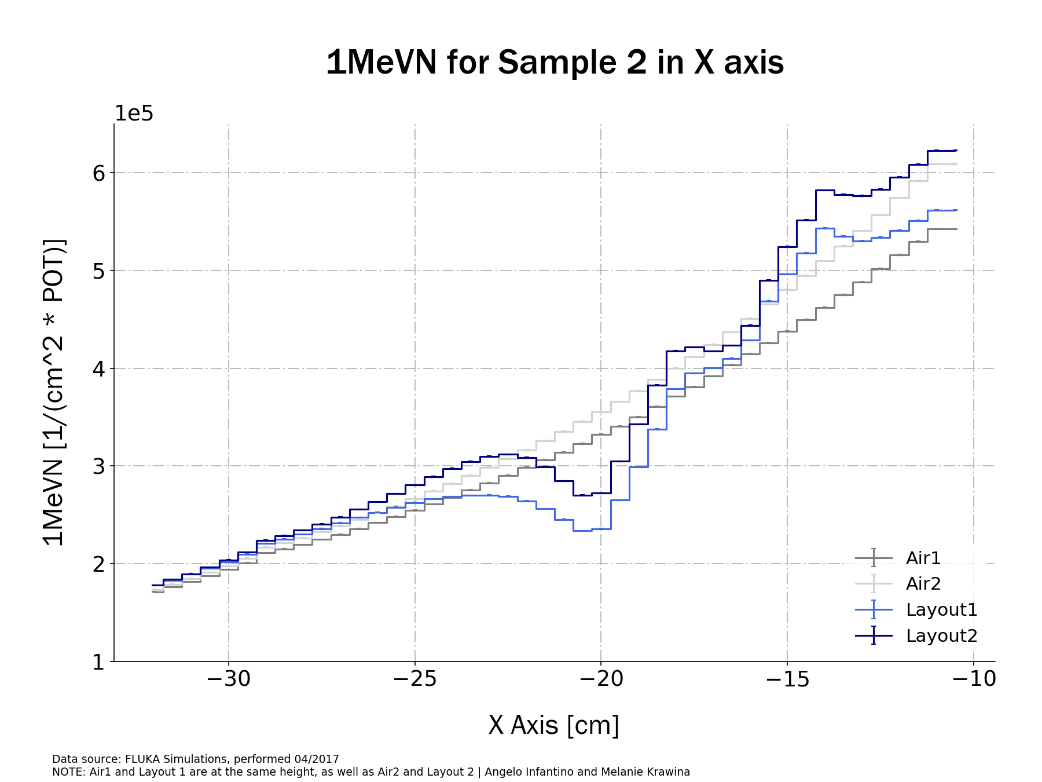 1MeVN for Sample 2 in X axis
1e5
6
5
4
3
2
1
1MeVN [1/(cm^2 * POT)]
−30
−25
−20
−15
−10
X Axis [cm]
Air1
Air2
Layout1
Layout2
Data source: FLUKA Simulations, performed 04/2017
NOTE: Air1 and Layout 1 are at the same height, as well as Air2 and Layout 2 | Angelo Infantino and Melanie Krawina